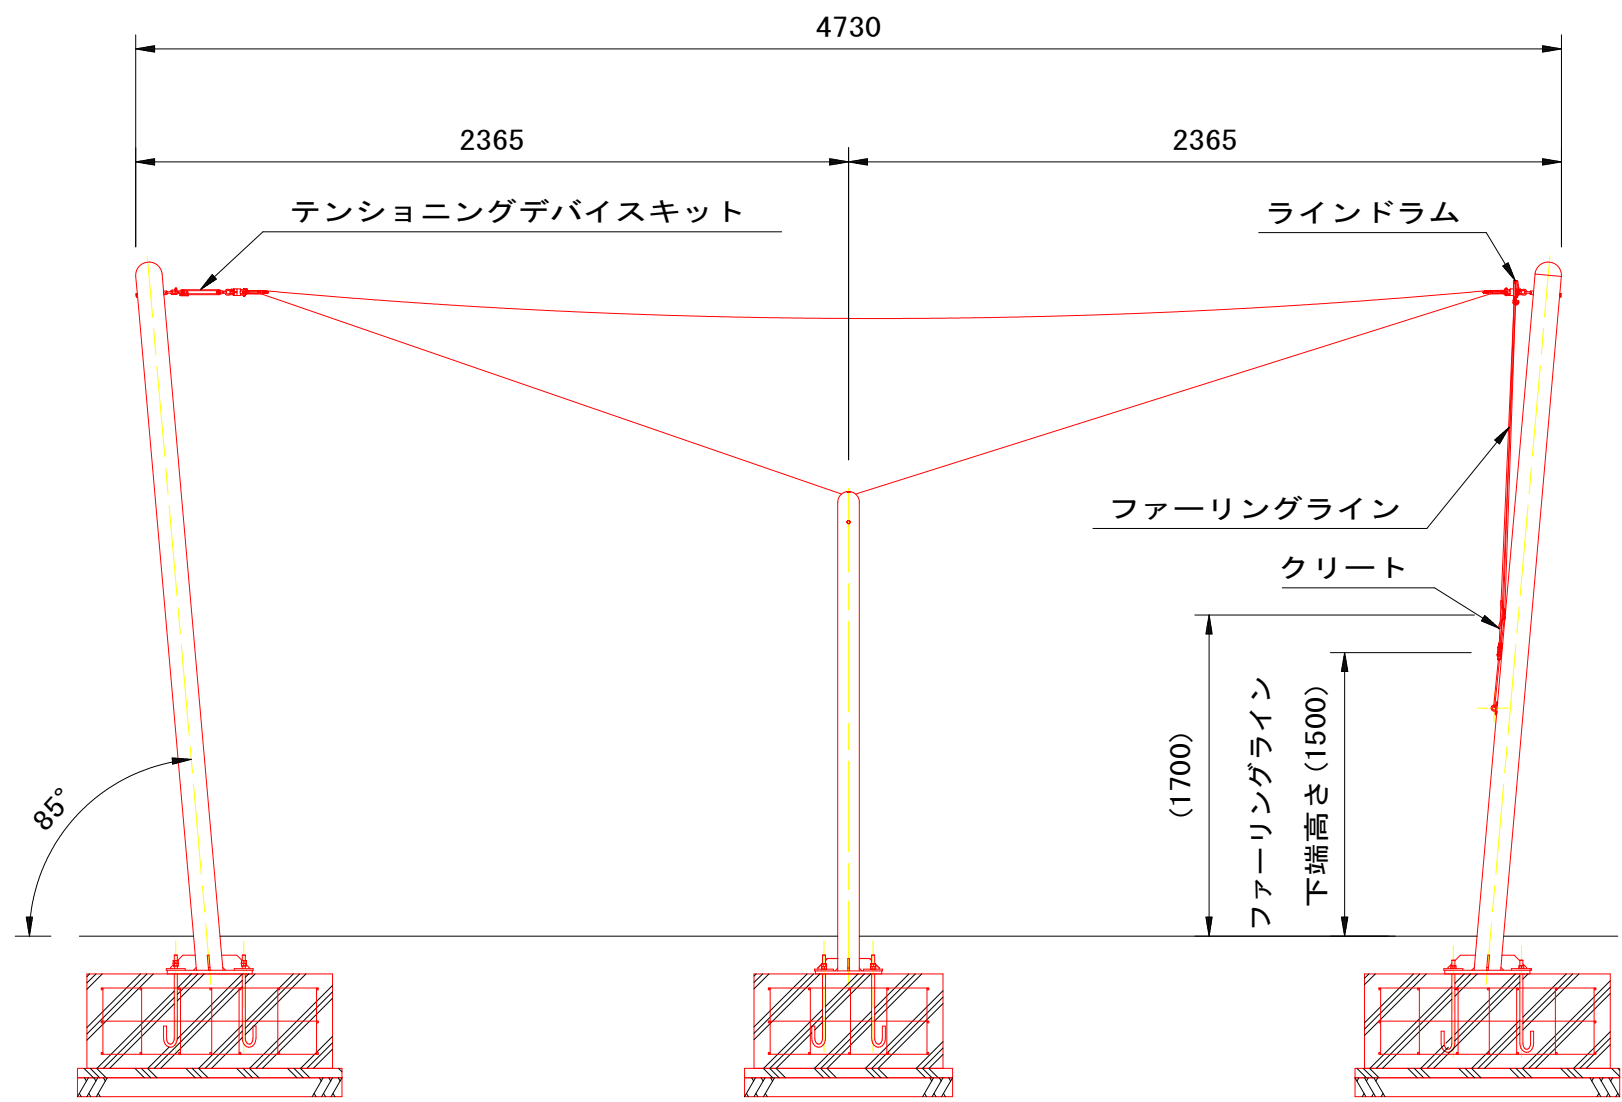 4730
2365
2365
テンショニングデバイスキット
ラインドラム
ファーリングライン
クリート
(1700)
ファーリングライン
下端高さ(1500)
85°